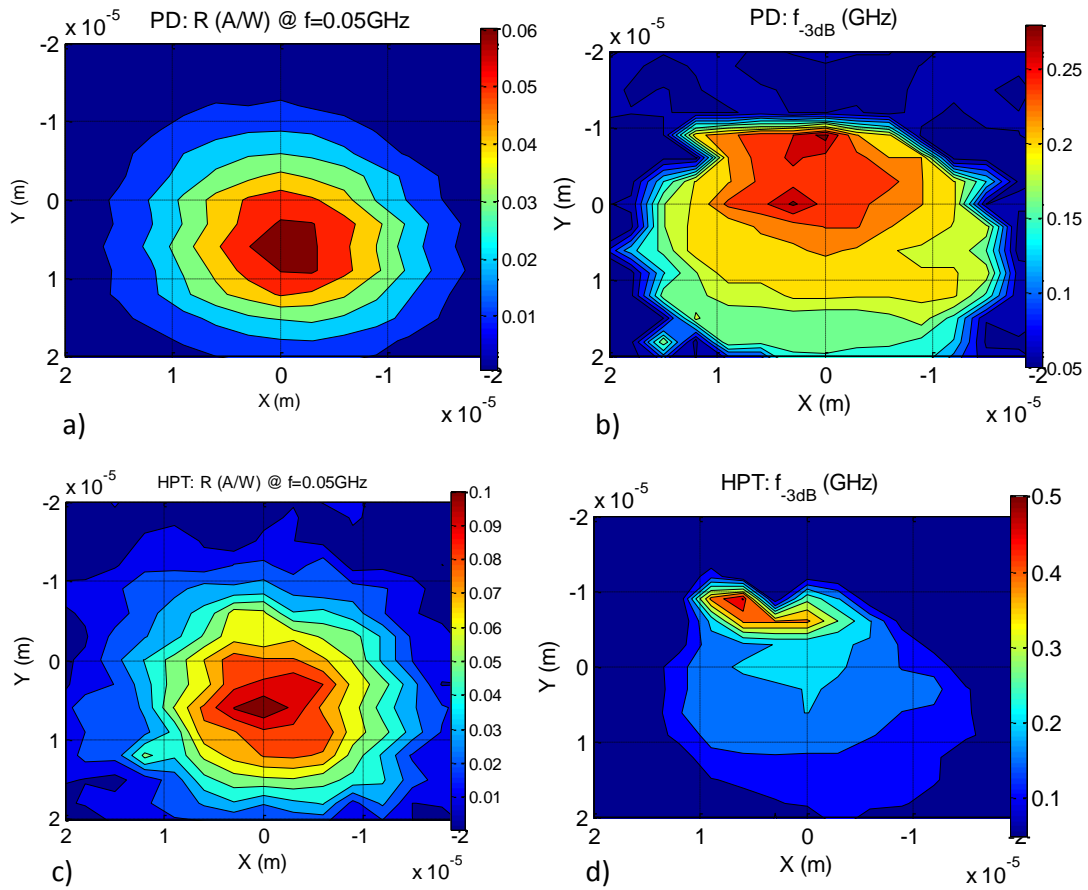 PD: R (A/W) @ f=0.05GHz
x 10⁻⁵
-2
-1
0
1
2
Y (m)
2 1 0 -1 -2
X (m)
x 10⁻⁵
0.06
0.05
0.04
0.03
0.02
0.01
a)
PD: f₋₃dB (GHz)
x 10⁻⁵
-2
-1
0
1
2
Y (m)
2 1 0 -1 -2
X (m)
x 10⁻⁵
0.25
0.2
0.15
0.1
0.05
b)
HPT: R (A/W) @ f=0.05GHz
x 10⁻⁵
-2
-1
0
1
2
Y (m)
2 1 0 -1 -2
X (m)
x 10⁻⁵
0.1
0.09
0.08
0.07
0.06
0.05
0.04
0.03
0.02
0.01
c)
HPT: f₋₃dB (GHz)
x 10⁻⁵
-2
-1
0
1
2
Y (m)
2 1 0 -1 -2
X (m)
x 10⁻⁵
0.5
0.4
0.3
0.2
0.1
d)